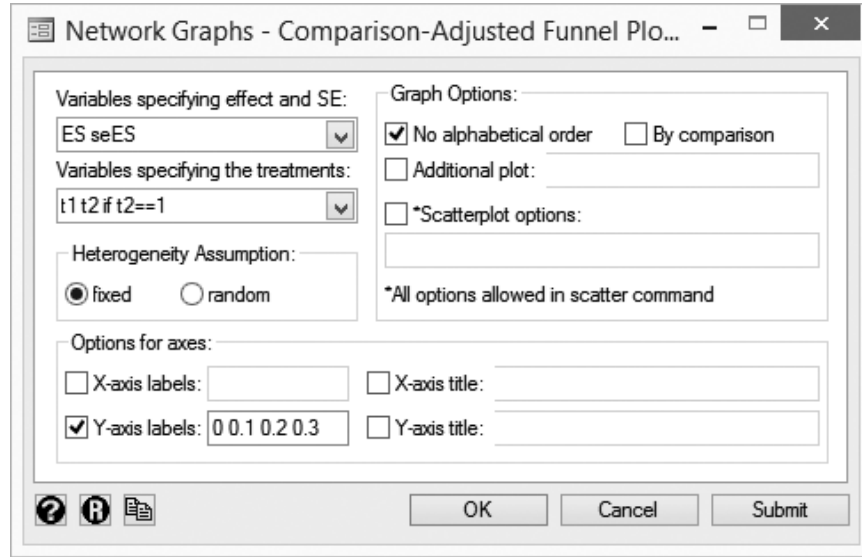 Network Graphs - Comparison-Adjusted Funnel Plo...
Variables specifying effect and SE:
ES seES
Variables specifying the treatments:
t1 t2 if t2==1
Heterogeneity Assumption:
fixed random
Graph Options:
No alphabetical order By comparison
Additional plot:
*Scatterplot options:
*All options allowed in scatter command
Options for axes:
X-axis labels: X-axis title:
Y-axis labels: 0 0.1 0.2 0.3 Y-axis title:
? R OK Cancel Submit